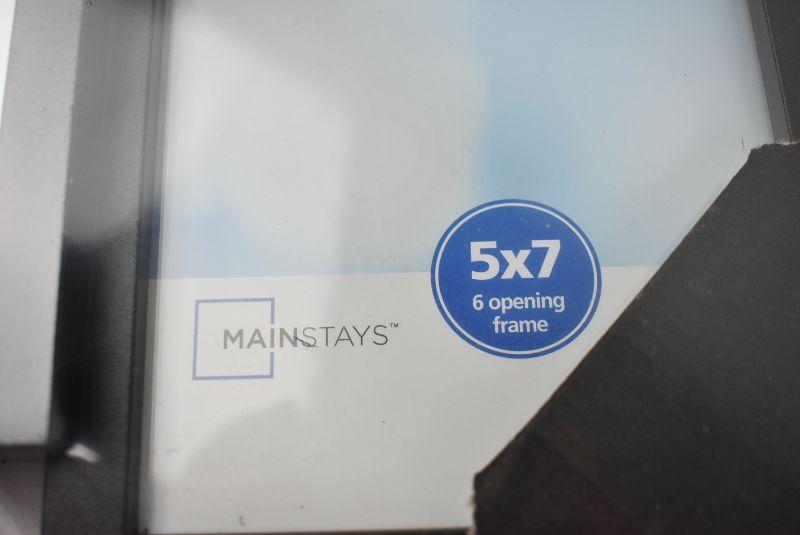 5x7
6 opening
frame
MAINSTAYS™